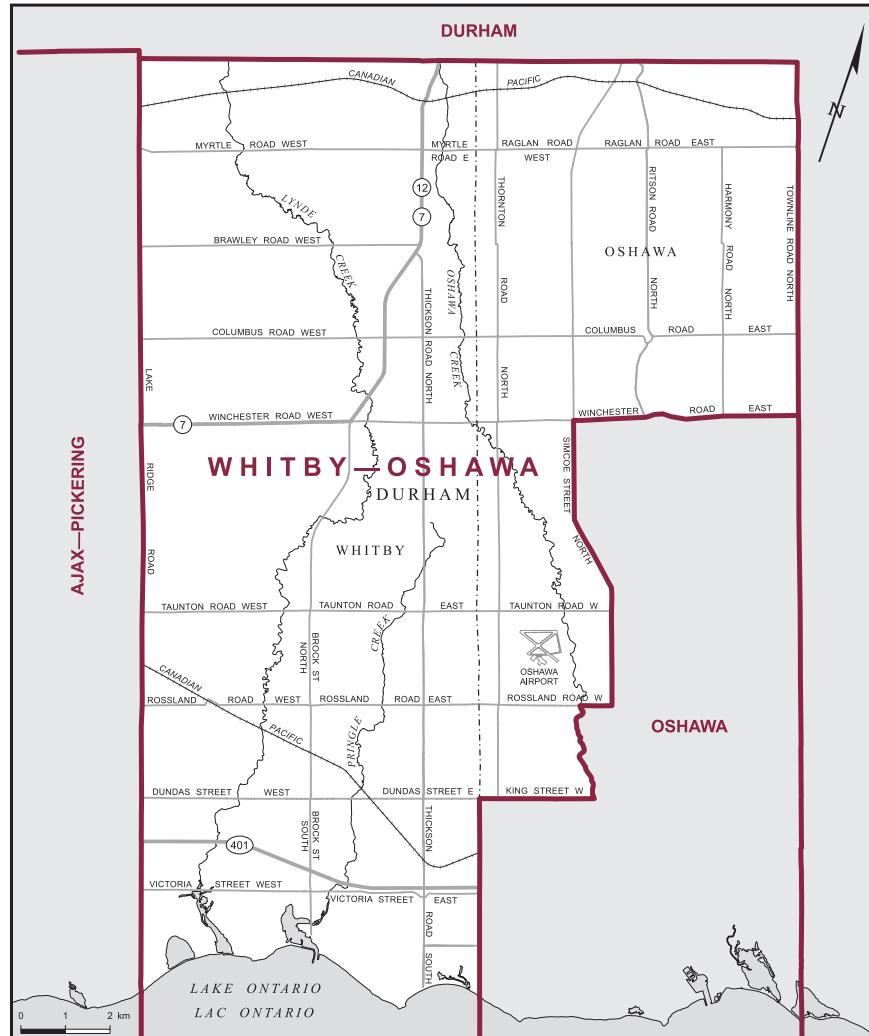 DURHAM
CANADIAN
PACIFIC
N
MYRTLE ROAD WEST
MYRTLE
ROAD E
RAGLAN ROAD
WEST
RAGLAN ROAD EAST
LYNDE
CREEK
12
7
THORNTON
ROAD
NORTH
RITSON ROAD
NORTH
HARMONY
ROAD NORTH
TOWNLINE ROAD NORTH
BRAWLEY ROAD WEST
OSHAWA
OSHAWA
CREEK
THICKSON ROAD NORTH
COLUMBUS ROAD WEST
COLUMBUS ROAD EAST
LAKE
RIDGE
ROAD
7
WINCHESTER ROAD WEST
WINCHESTER ROAD EAST
SIMCOE STREET
NORTH
AJAX—PICKERING
WHITBY—OSHAWA
DURHAM
WHITBY
TAUNTON ROAD WEST
TAUNTON ROAD EAST
TAUNTON ROAD W
BROCK ST
NORTH
CREEK
PRINGLE
OSHAWA
AIRPORT
CANADIAN
PACIFIC
ROSSLAND ROAD WEST
ROSSLAND ROAD EAST
ROSSLAND ROAD W
OSHAWA
DUNDAS STREET WEST
DUNDAS STREET E
KING STREET W
BROCK ST
SOUTH
THICKSON
ROAD
SOUTH
401
VICTORIA STREET WEST
VICTORIA STREET EAST
LAKE ONTARIO
LAC ONTARIO
0 1 2 km